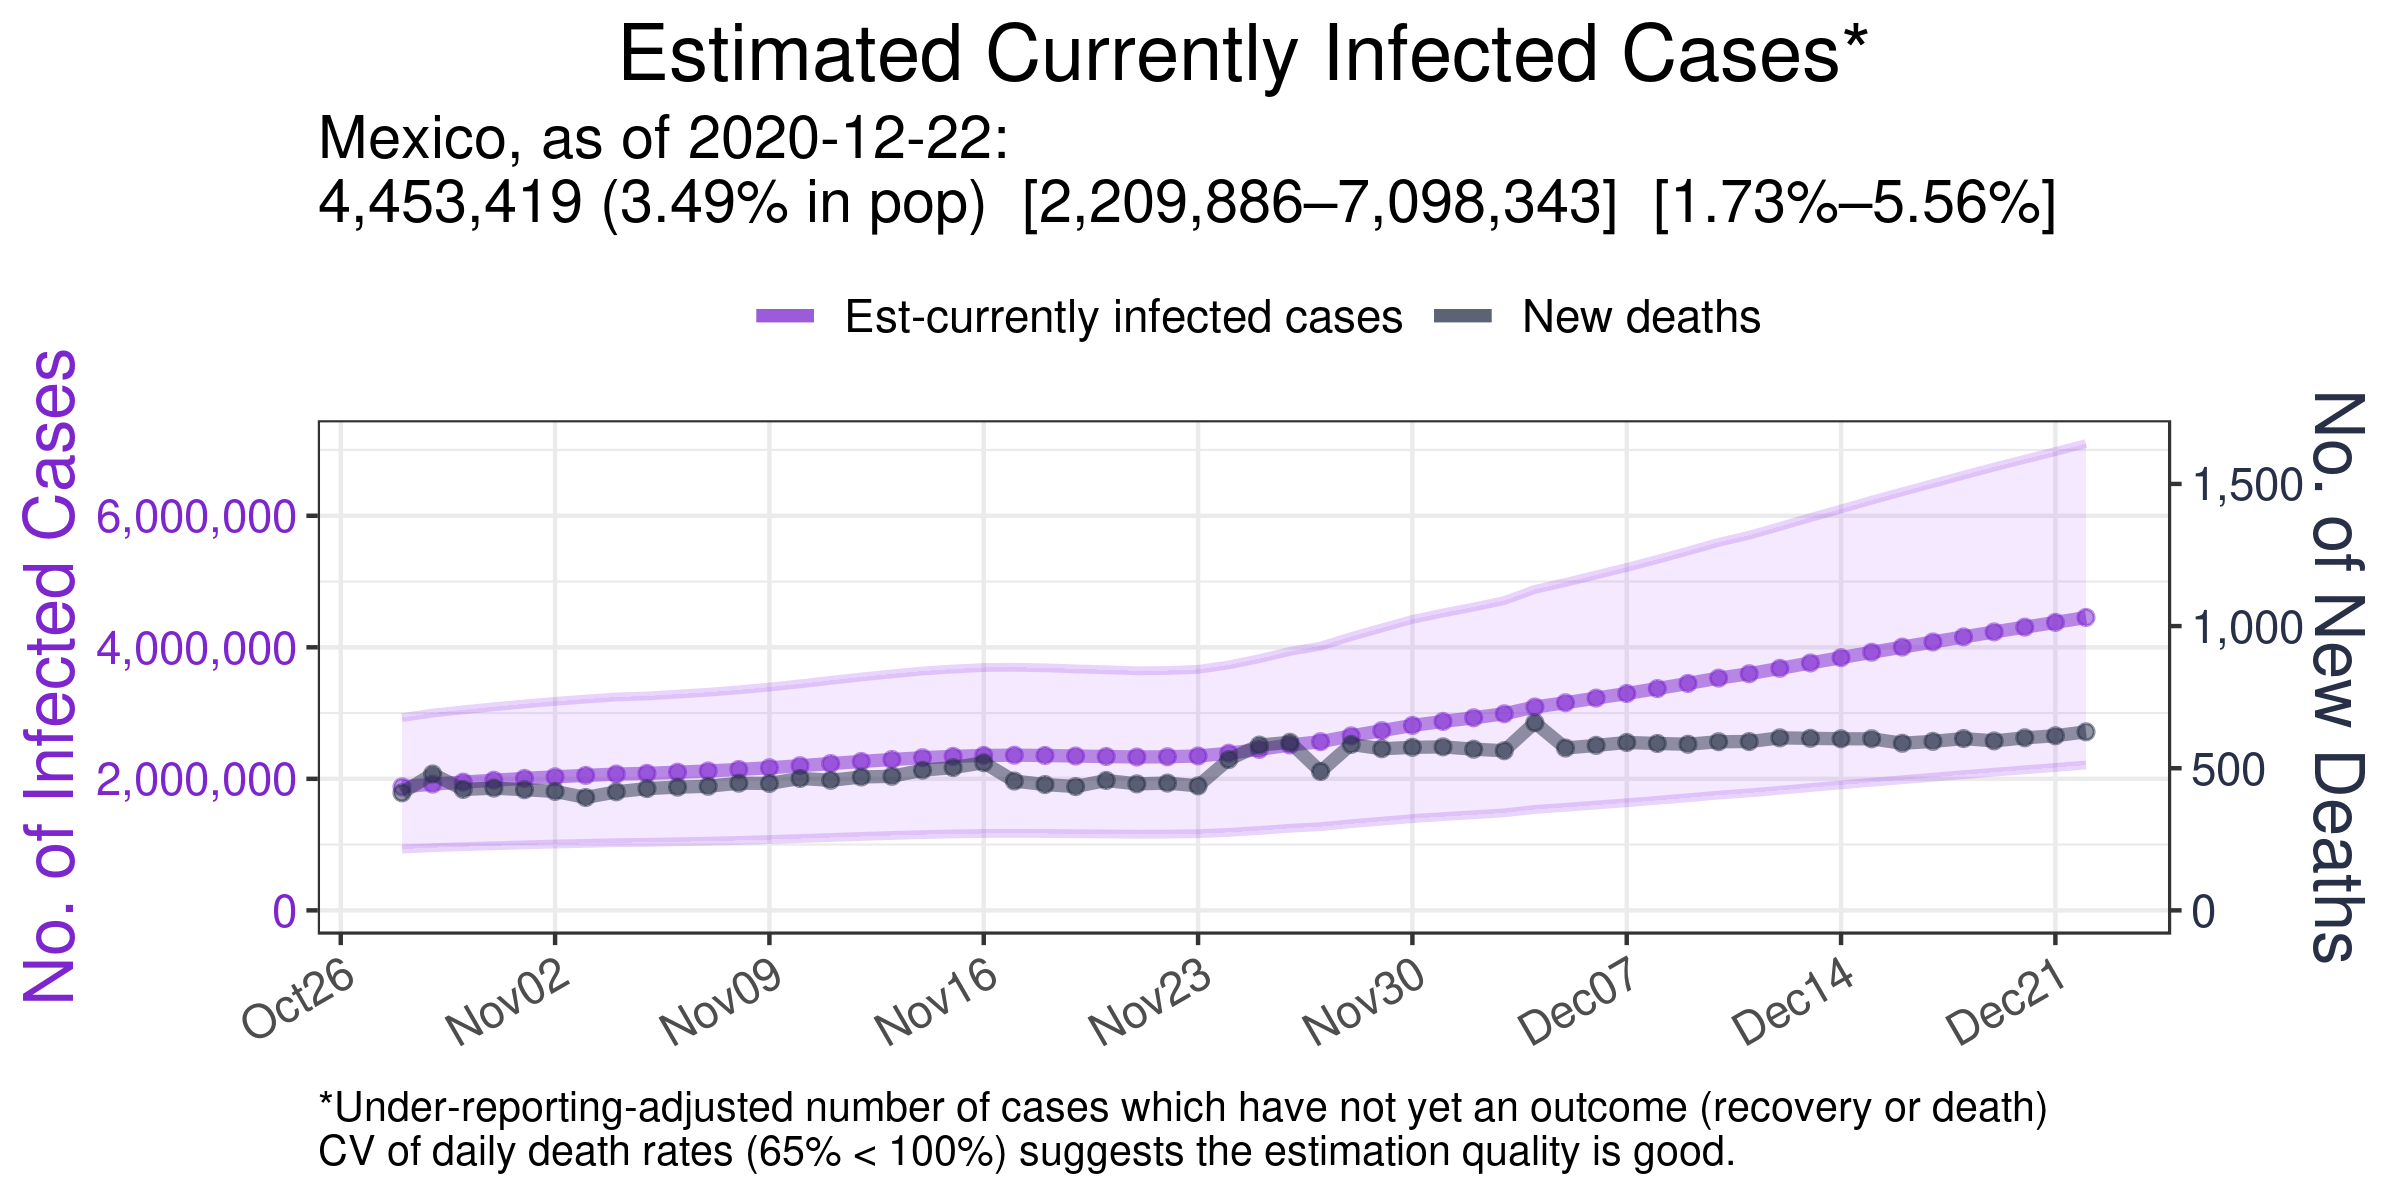 Estimated Currently Infected Cases*
Mexico, as of 2020-12-22:
4,453,419 (3.49% in pop)  [2,209,886–7,098,343]  [1.73%–5.56%]
Est-currently infected cases
New deaths
No. of Infected Cases
6,000,000
4,000,000
2,000,000
0
1,500
1,000
500
0
No. of New Deaths
Oct26
Nov02
Nov09
Nov16
Nov23
Nov30
Dec07
Dec14
Dec21
*Under-reporting-adjusted number of cases which have not yet an outcome (recovery or death)
CV of daily death rates (65% < 100%) suggests the estimation quality is good.